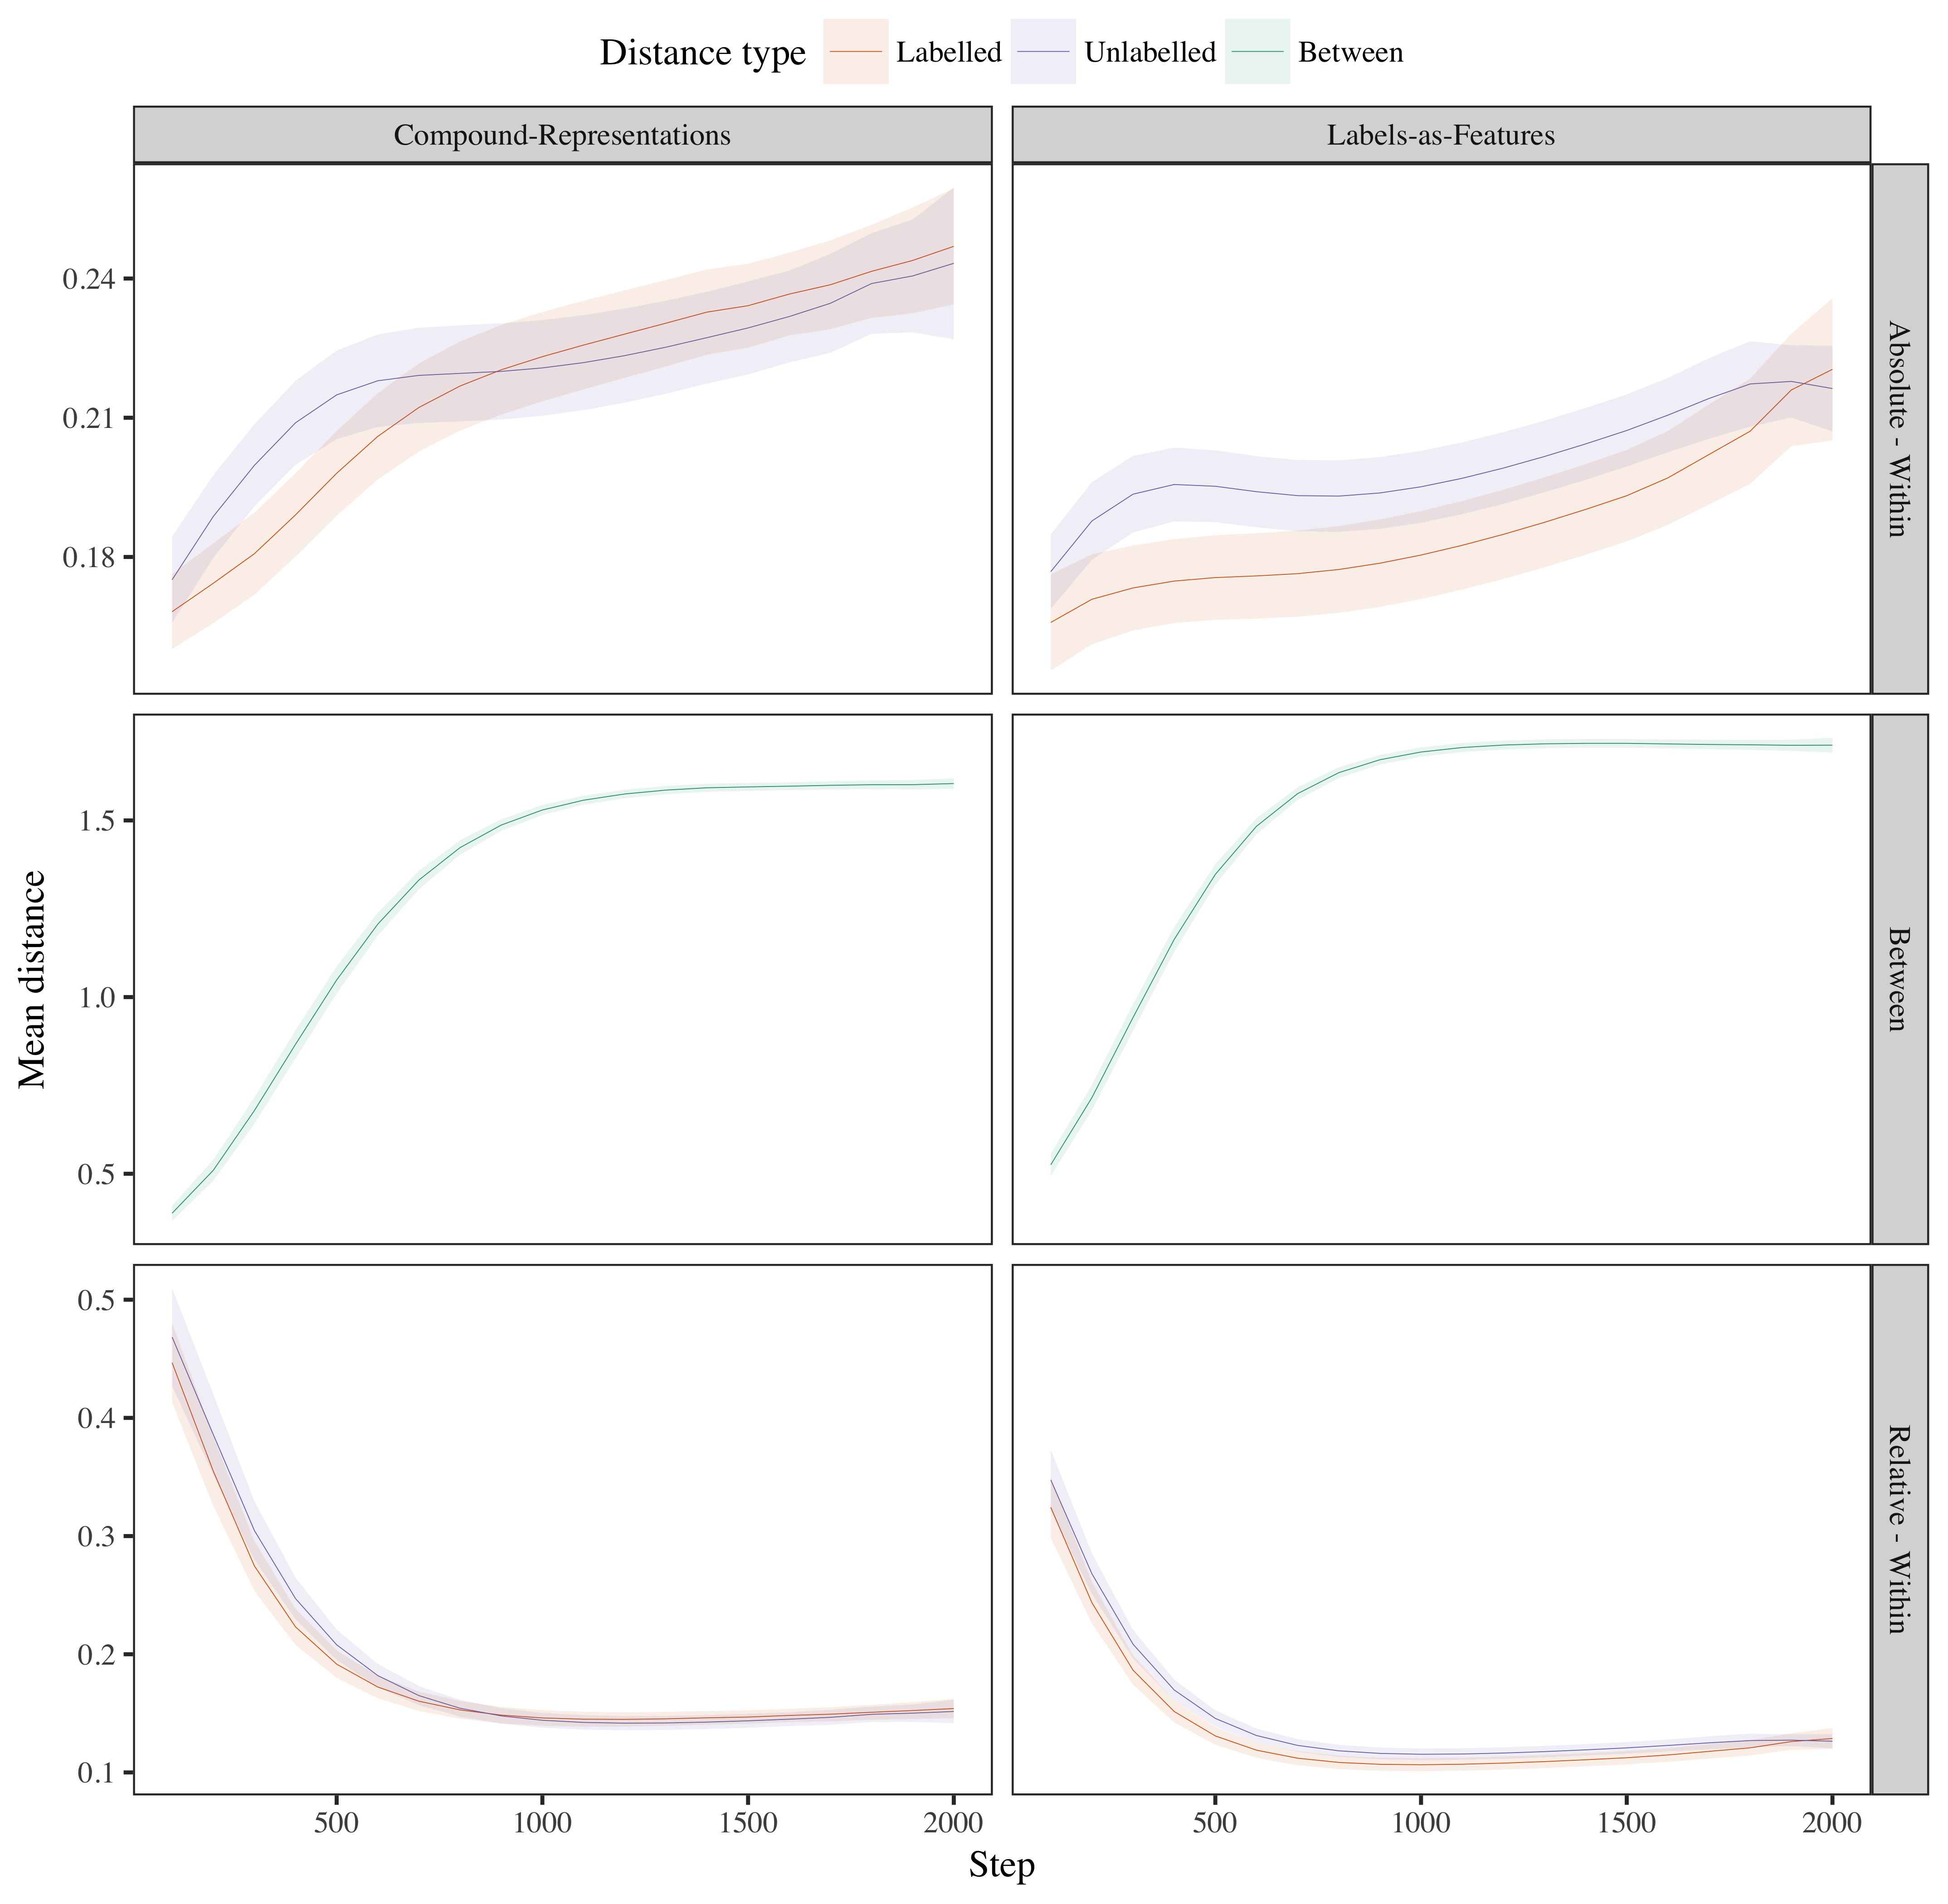 Distance type Labelled Unlabelled Between
Compound-Representations Labels-as-Features
0.24
0.21
0.18
Absolute - Within
Mean distance
1.5
1.0
0.5
Between
0.5
0.4
0.3
0.2
0.1
Relative - Within
500 1000 1500 2000 500 1000 1500 2000
Step